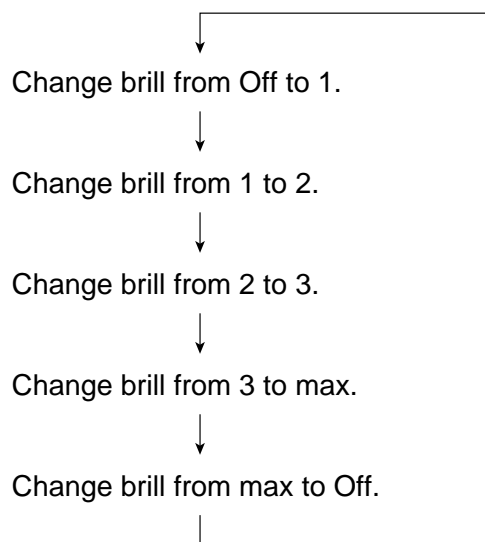 Change brill from Off to 1.
Change brill from 1 to 2.
Change brill from 2 to 3.
Change brill from 3 to max.
Change brill from max to Off.